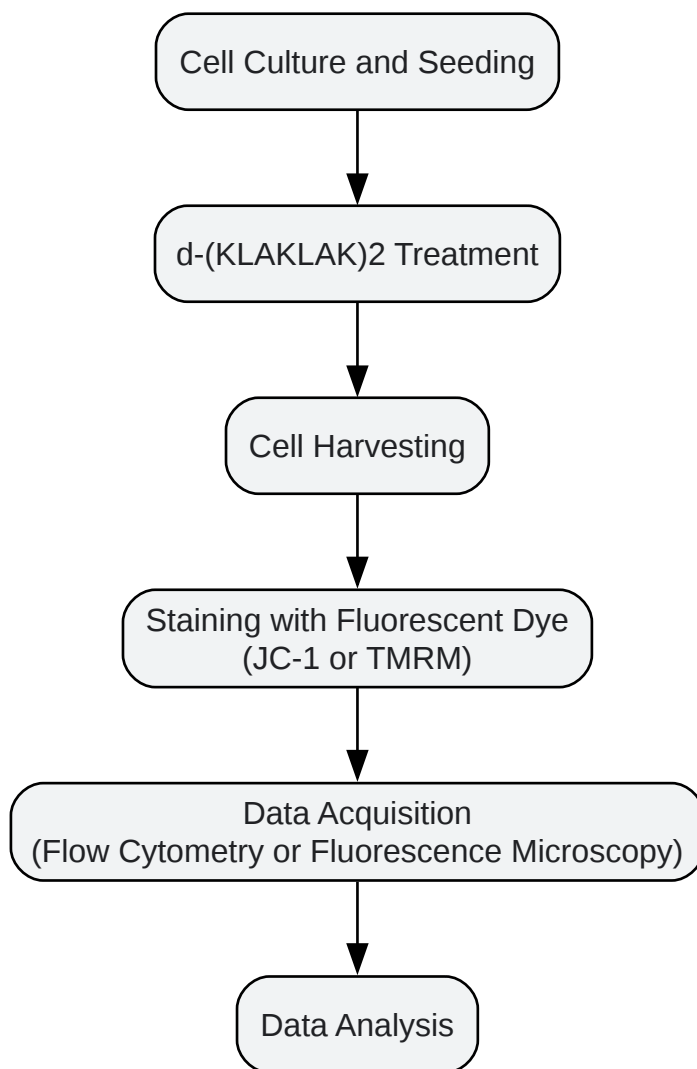 Cell Culture and Seeding
d-(KLAKLAK)2 Treatment
Cell Harvesting
Staining with Fluorescent Dye
(JC-1 or TMRM)
Data Acquisition
(Flow Cytometry or Fluorescence Microscopy)
Data Analysis